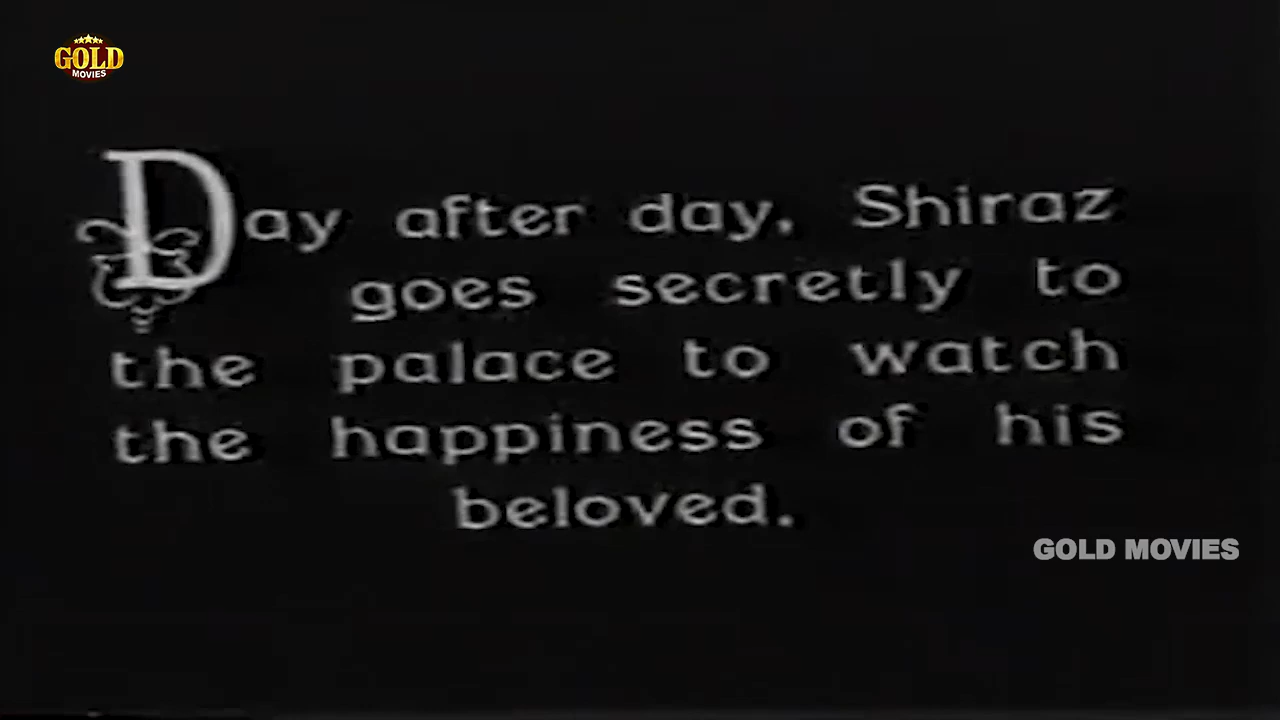 GOLD
MOVIES
Day after day, Shiraz
goes secretly to
the palace to watch
the happiness of his
beloved.
GOLD MOVIES